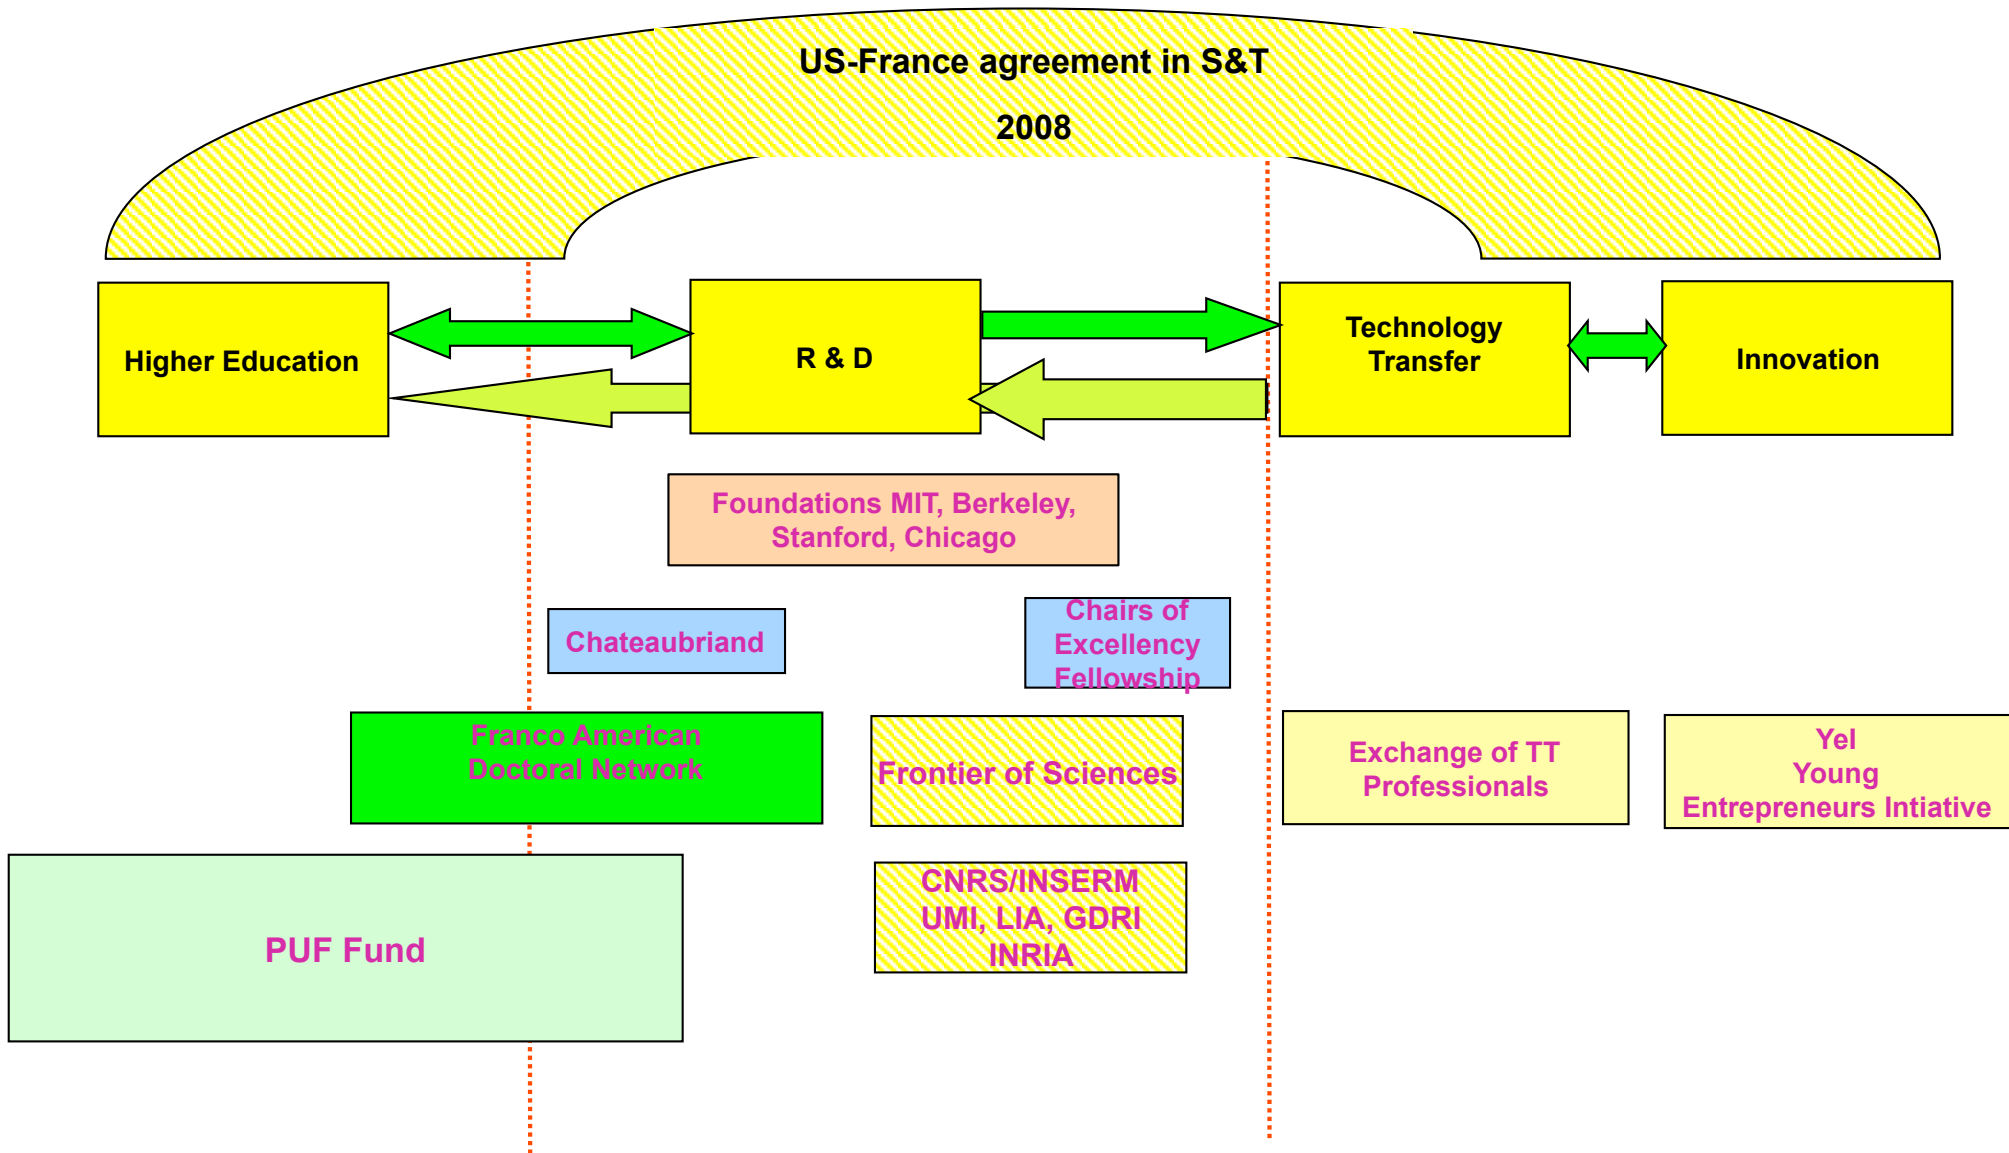 US-France agreement in S&T
2008
Higher Education
R & D
Technology
Transfer
Innovation
Foundations MIT, Berkeley,
Stanford, Chicago
Chateaubriand
Chairs of
Excellency
Fellowship
Franco American
Doctoral Network
Frontier of Sciences
Exchange of TT
Professionals
YeI
Young
Entrepreneurs Intiative
PUF Fund
CNRS/INSERM
UMI, LIA, GDRI
INRIA